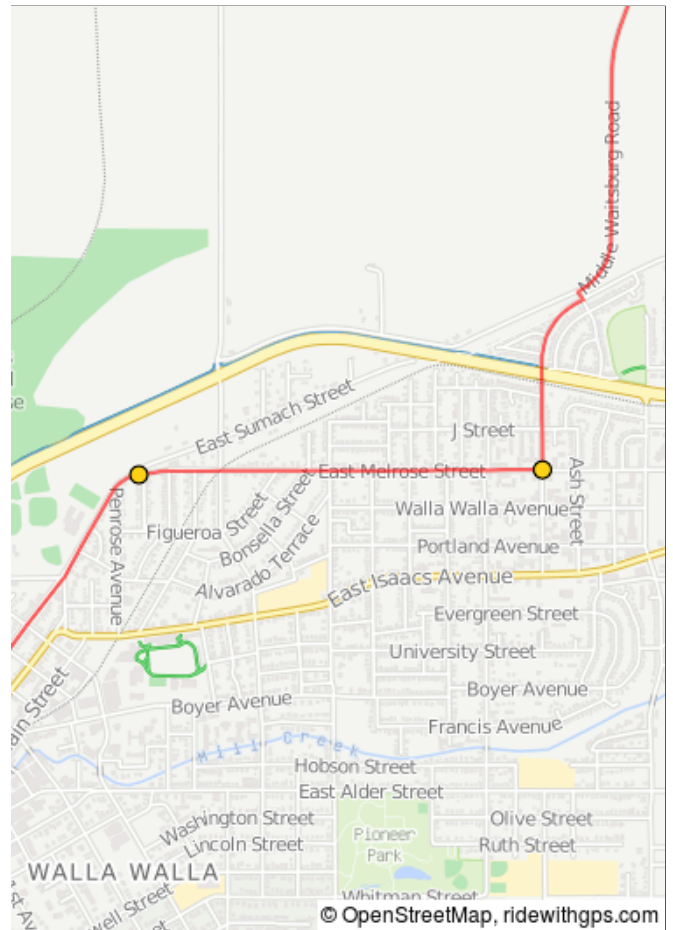 Middle Waitsburg Road
East Sumach Street
J Street
East Melrose Street
Ash Street
Penrose Avenue
Walla Walla Avenue
Figueroa Street
Bonsella Street
Portland Avenue
Alvarado Terrace
East Isaacs Avenue
Evergreen Street
University Street
Boyer Avenue
Boyer Avenue
Francis Avenue
Mill Creek
Hobson Street
East Alder Street
Washington Street
Olive Street
Lincoln Street
Pioneer
Park
Ruth Street
WALLA WALLA
Whitman Street
© OpenStreetMap, ridewithgps.com